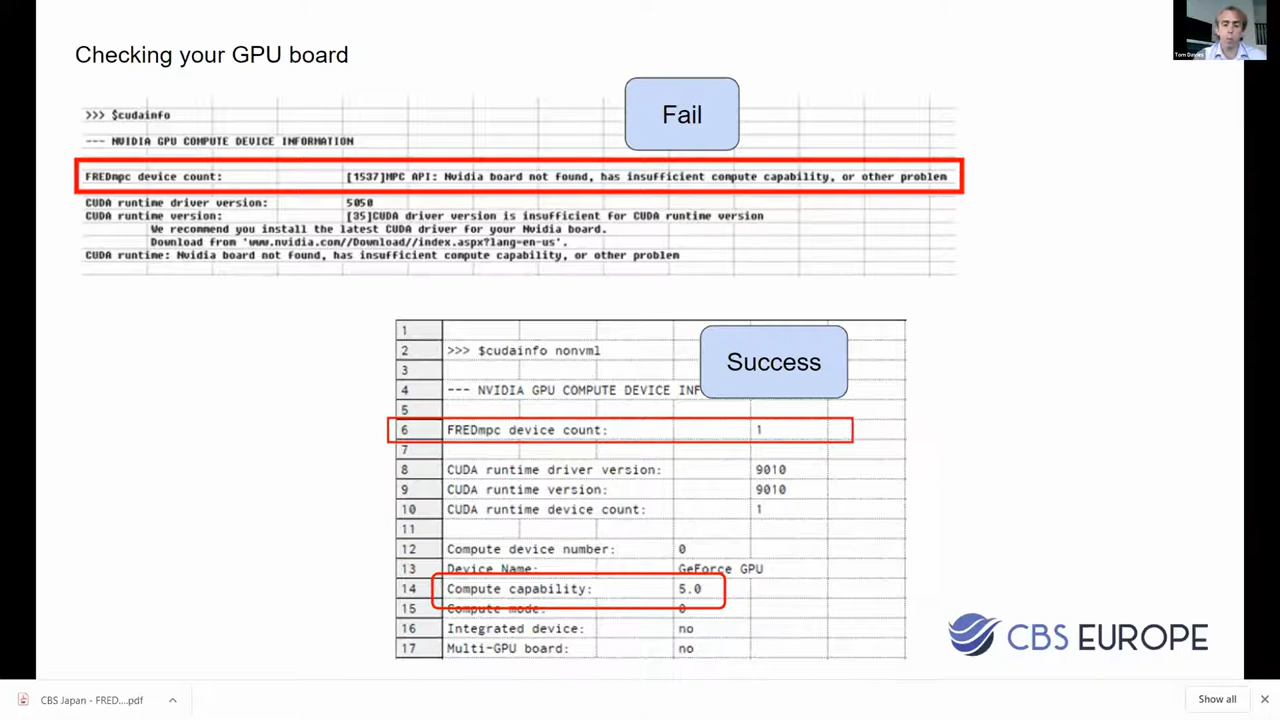 Checking your GPU board
Tom Davies
Fail
>>> $cudainfo
--- NVIDIA GPU COMPUTE DEVICE INFORMATION
FREDmpc device count: [1537]MPC API: Nvidia board not found, has insufficient compute capability, or other problem
CUDA runtime driver version: 5050
CUDA runtime version: [35]CUDA driver version is insufficient for CUDA runtime version
We recommend you install the latest CUDA driver for your Nvidia board.
Download from 'www.nvidia.com//Download//index.aspx?lang=en-us'.
CUDA runtime: Nvidia board not found, has insufficient compute capability, or other problem
Success
1
2 >>> $cudainfo nonvml
3
4 --- NVIDIA GPU COMPUTE DEVICE INF
5
6 FREDmpc device count: 1
7
8 CUDA runtime driver version: 9010
9 CUDA runtime version: 9010
10 CUDA runtime device count: 1
11
12 Compute device number: 0
13 Device Name: GeForce GPU
14 Compute capability: 5.0
15 Compute mode: 0
16 Integrated device: no
17 Multi-GPU board: no
CBS EUROPE
CBS Japan - FRED....pdf
Show all